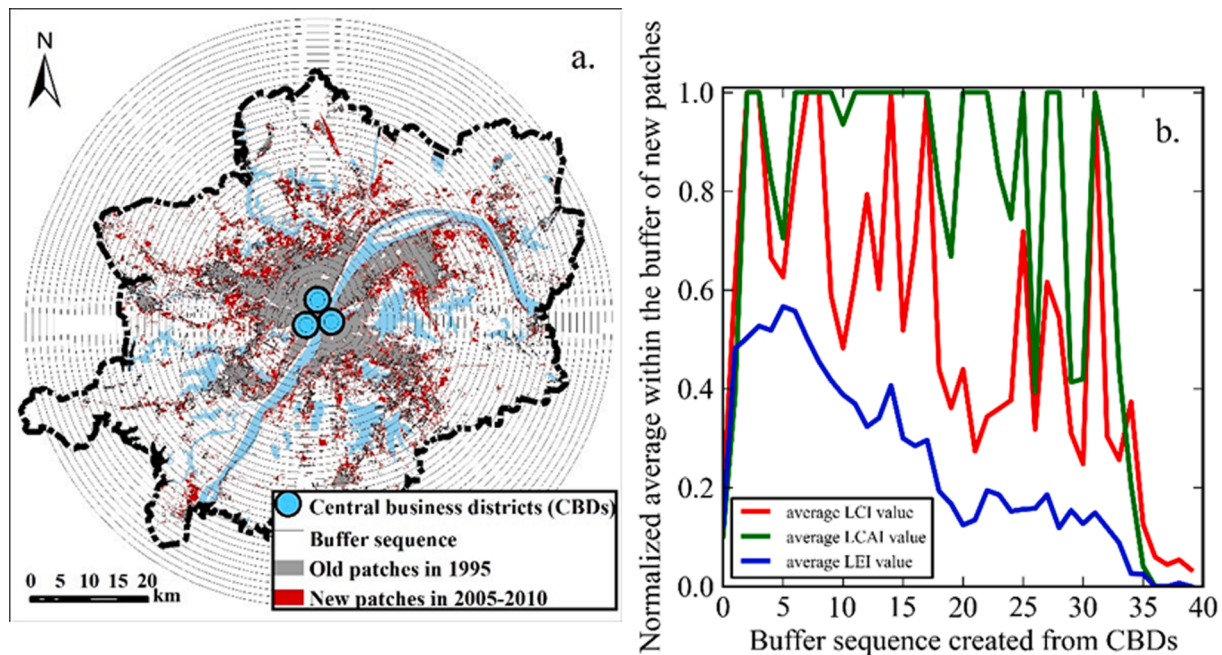 N
a.
Central business districts (CBDs)
Buffer sequence
Old patches in 1995
New patches in 2005-2010
0 5 10 15 20
km
Normalized average within the buffer of new patches
b.
1.0
0.8
0.6
0.4
0.2
0.0
average LCI value
average LCAI value
average LEI value
0 5 10 15 20 25 30 35 40
Buffer sequence created from CBDs